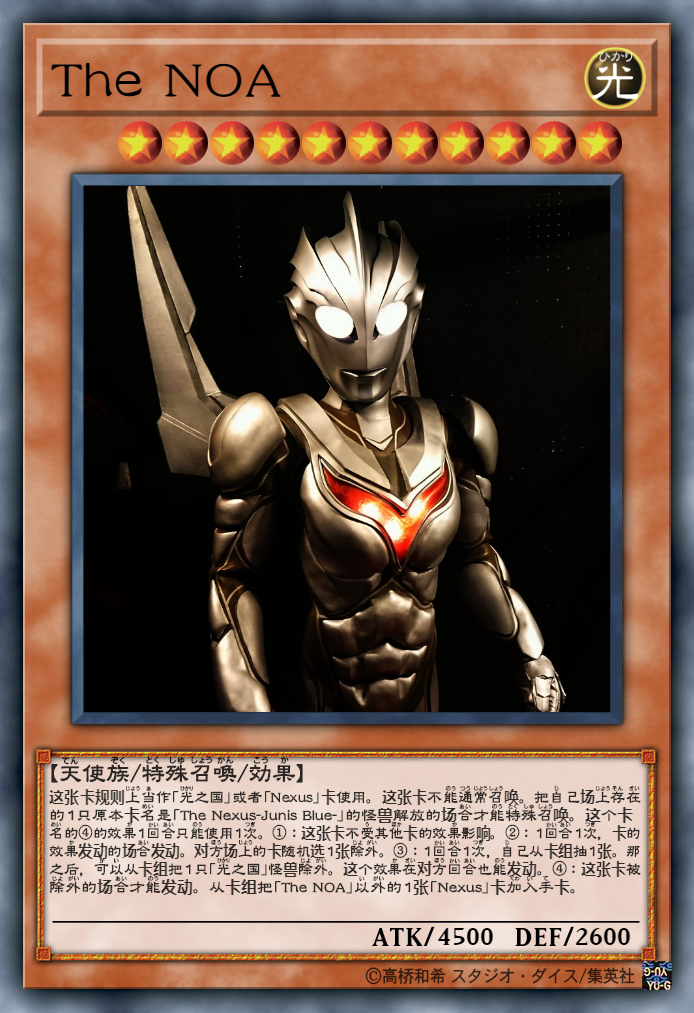 The NOA
ひかり
光
【天使族/特殊召唤/効果】
这张卡规则上当作「光之国」或者「Nexus」卡使用。这张卡不能通常召唤。把自己场上存在
的1只原本卡名是「The Nexus-Junis Blue-」的怪兽解放的场合才能特殊召唤。这个卡
名的④的效果1回合只能使用1次。①：这张卡不受其他卡的效果影响。②：1回合1次，卡的
效果发动的场合发动。对方场上的卡随机选1张除外。③：1回合1次，自己从卡组抽1张。那
之后，可以从卡组把1只「光之国」怪兽除外。这个效果在对方回合也能发动。④：这张卡被
除外的场合才能发动。从卡组把「The NOA」以外的1张「Nexus」卡加入手卡。
ATK/4500 DEF/2600
©高桥和希 スタジオ・ダイス/集英社
YU-G